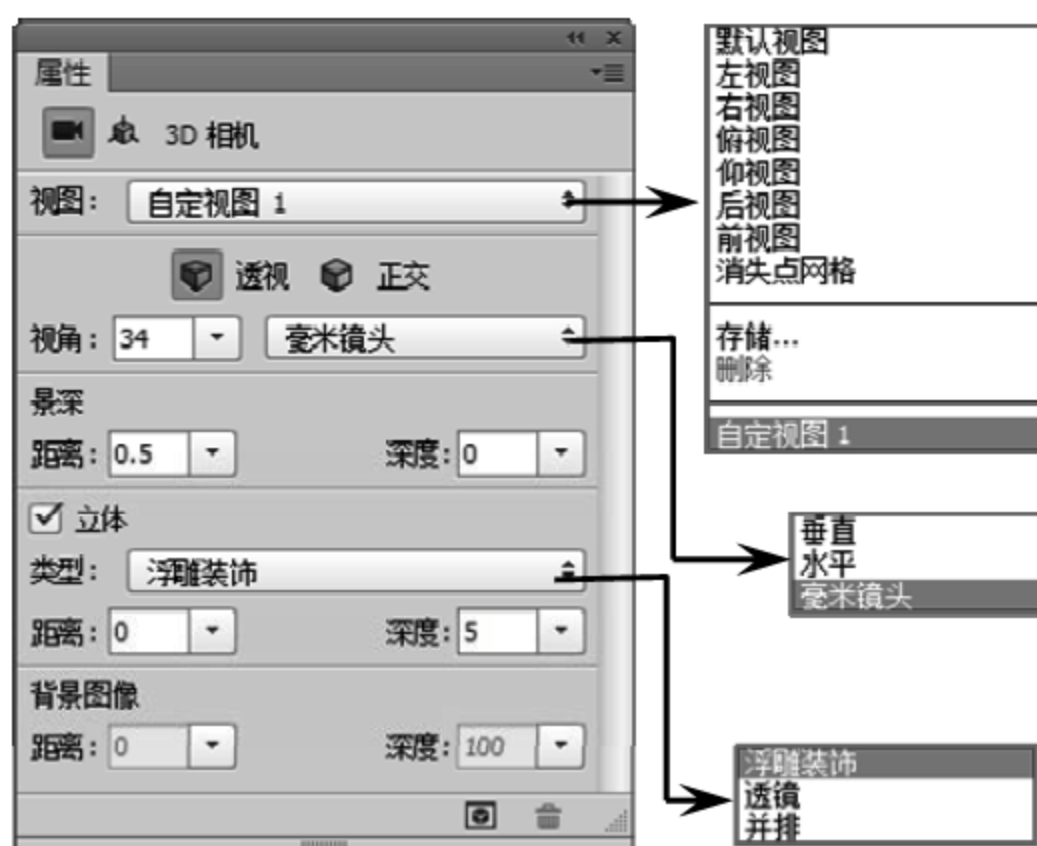 属性
3D 相机
视图: 自定视图 1
透视 正交
视角: 34 毫米镜头
景深
距离: 0.5 深度: 0
立体
类型: 浮雕装饰
距离: 0 深度: 5
背景图像
距离: 0 深度: 100
默认视图
左视图
右视图
俯视图
仰视图
后视图
前视图
消失点网格
存储...
删除
自定视图 1
垂直
水平
毫米镜头
浮雕装饰
透镜
并排